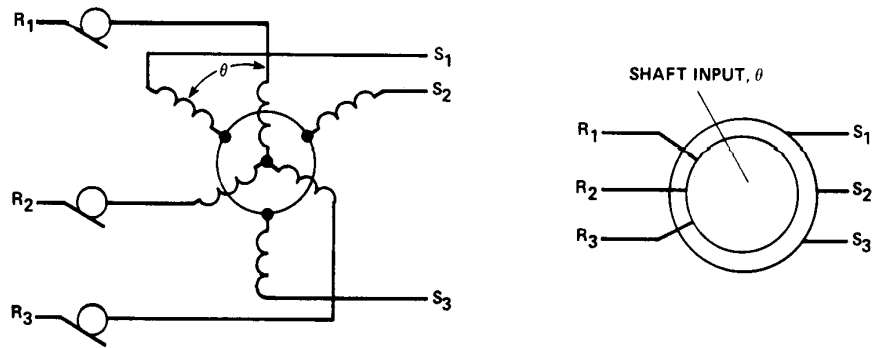 R1
S1
θ
S2
R2
S3
R3
SHAFT INPUT, θ
R1
S1
R2
S2
R3
S3